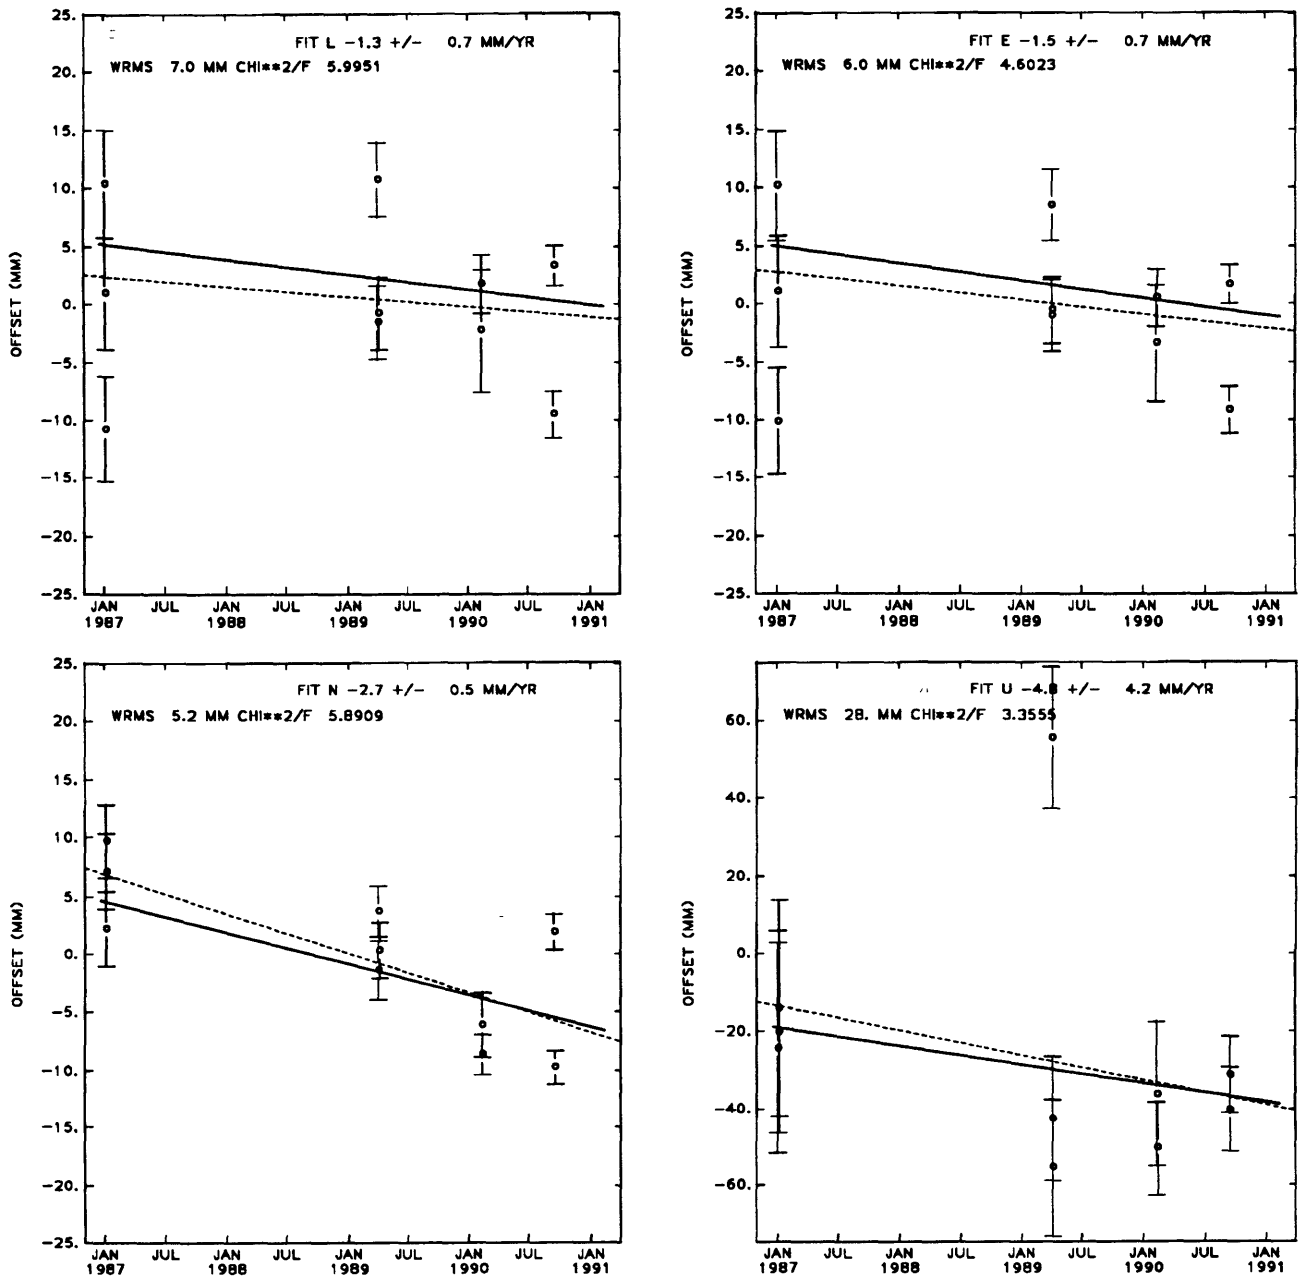 FIT L -1.3 +/- 0.7 MM/YR
WRMS 7.0 MM CHI**2/F 5.9951
25.
20.
15.
10.
5.
0.
-5.
-10.
-15.
-20.
-25.
OFFSET (MM)
JAN JUL JAN JUL JAN JUL JAN JUL JAN
1987 1988 1989 1990 1991
FIT E -1.5 +/- 0.7 MM/YR
WRMS 6.0 MM CHI**2/F 4.6023
25.
20.
15.
10.
5.
0.
-5.
-10.
-15.
-20.
-25.
OFFSET (MM)
JAN JUL JAN JUL JAN JUL JAN JUL JAN
1987 1988 1989 1990 1991
FIT N -2.7 +/- 0.5 MM/YR
WRMS 5.2 MM CHI**2/F 5.8909
25.
20.
15.
10.
5.
0.
-5.
-10.
-15.
-20.
-25.
OFFSET (MM)
JAN JUL JAN JUL JAN JUL JAN JUL JAN
1987 1988 1989 1990 1991
FIT U +/- 4.2 MM/YR
WRMS 28. MM CHI**2/F 3.3555
60.
40.
20.
0.
-20.
-40.
-60.
OFFSET (MM)
JAN JUL JAN JUL JAN JUL JAN JUL JAN
1987 1988 1989 1990 1991